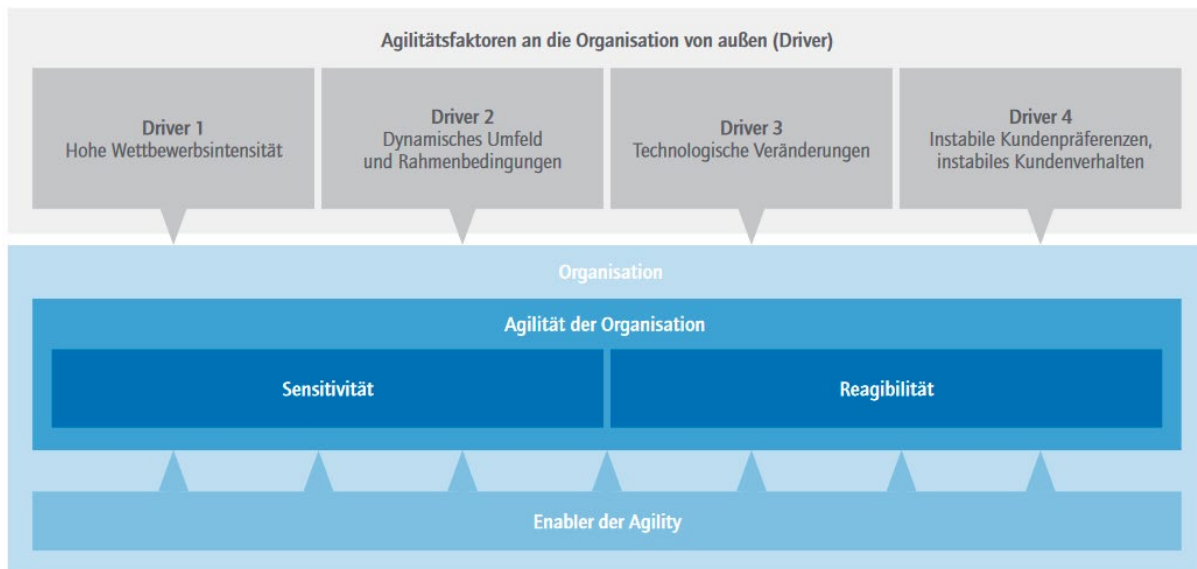 Agilitätsfaktoren an die Organisation von außen (Driver)
Driver 1
Hohe Wettbewerbsintensität
Driver 2
Dynamisches Umfeld
und Rahmenbedingungen
Driver 3
Technologische Veränderungen
Driver 4
Instabile Kundenpräferenzen,
instabiles Kundenverhalten
Organisation
Agilität der Organisation
Sensitivität
Reagibilität
Enabler der Agility